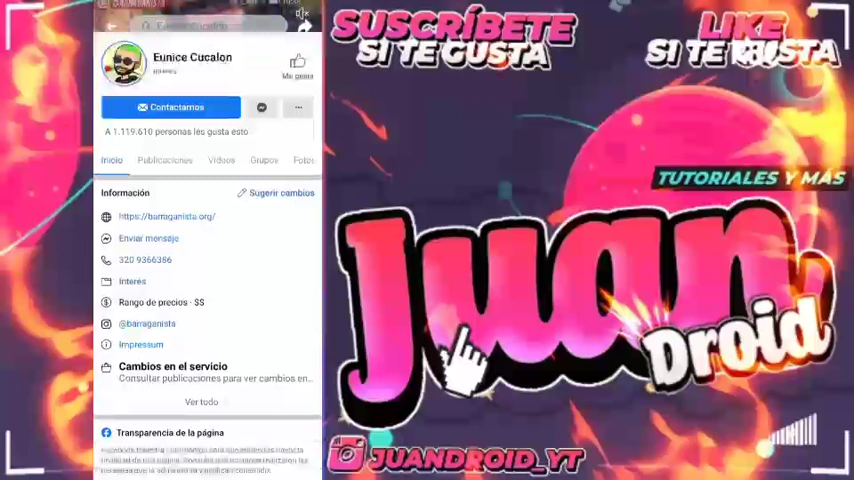 Eunice Cucalon
Me gusta
Contactarnos
A 1.119.610 personas les gusta esto
Inicio
Publicaciones
Videos
Grupos
Fotos
Información
Sugerir cambios
https://barraganista.org/
Enviar mensaje
320 9366386
Interés
Rango de precios · $$
@barraganista
Impressum
Cambios en el servicio
Consultar publicaciones para ver cambios en...
Ver todo
Transparencia de la página
SUSCRÍBETE
SI TE GUSTA
LIKE
SI TE GUSTA
TUTORIALES Y MÁS
Juan
Droid
JUANDROID_YT